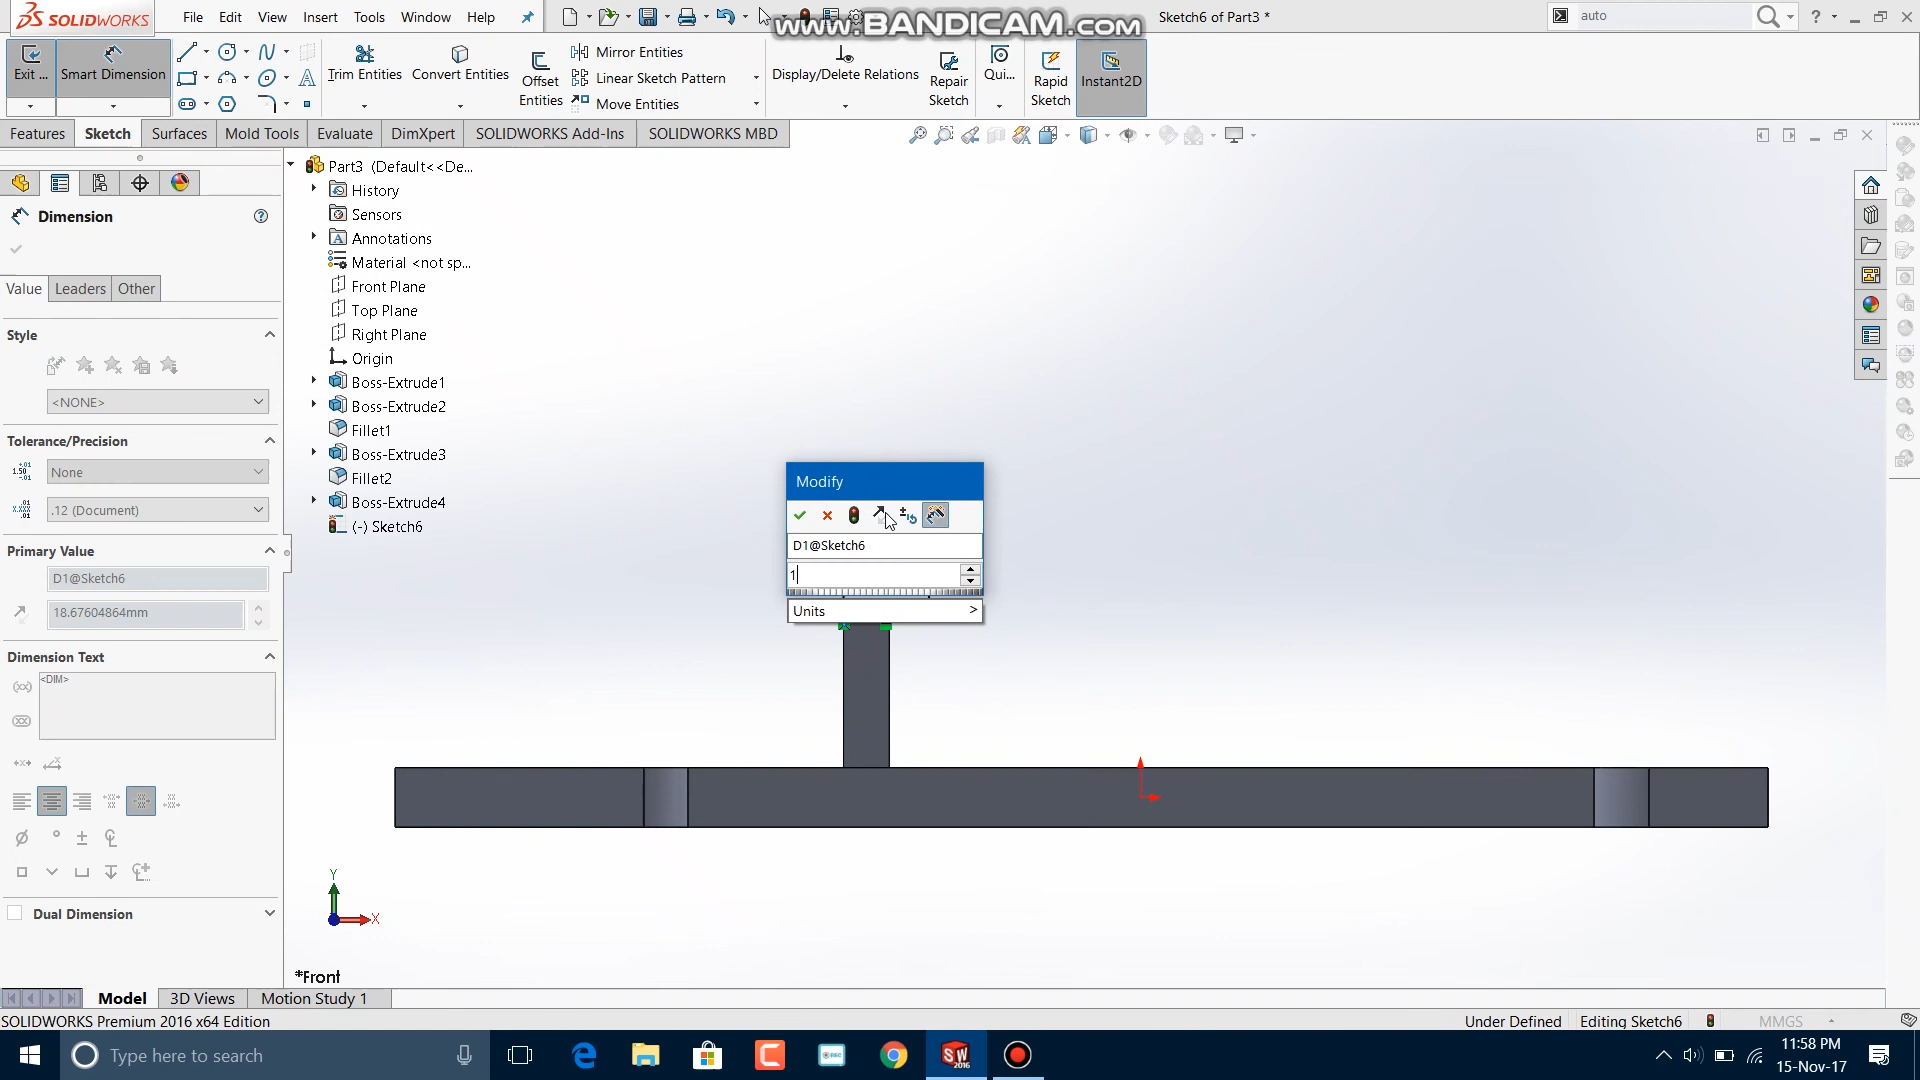 SOLIDWORKS
File Edit View Insert Tools Window Help
www.BANDICAM.com
Sketch6 of Part3 *
auto
Exit ...
Smart Dimension
Trim Entities
Convert Entities
Offset Entities
Mirror Entities
Linear Sketch Pattern
Move Entities
Display/Delete Relations
Repair Sketch
Qui...
Rapid Sketch
Instant2D
Features Sketch Surfaces Mold Tools Evaluate DimXpert SOLIDWORKS Add-Ins SOLIDWORKS MBD
Part3 (Default<<De...
History
Sensors
Annotations
Material <not sp...
Front Plane
Top Plane
Right Plane
Origin
Boss-Extrude1
Boss-Extrude2
Fillet1
Boss-Extrude3
Fillet2
Boss-Extrude4
(-) Sketch6
Dimension
Value Leaders Other
Style
<NONE>
Tolerance/Precision
None
.12 (Document)
Primary Value
D1@Sketch6
18.67604864mm
Dimension Text
<DIM>
Dual Dimension
Modify
D1@Sketch6
1
Units >
Y
X
*Front
Model 3D Views Motion Study 1
SOLIDWORKS Premium 2016 x64 Edition
Under Defined Editing Sketch6 MMGS
Type here to search
11:58 PM
15-Nov-17